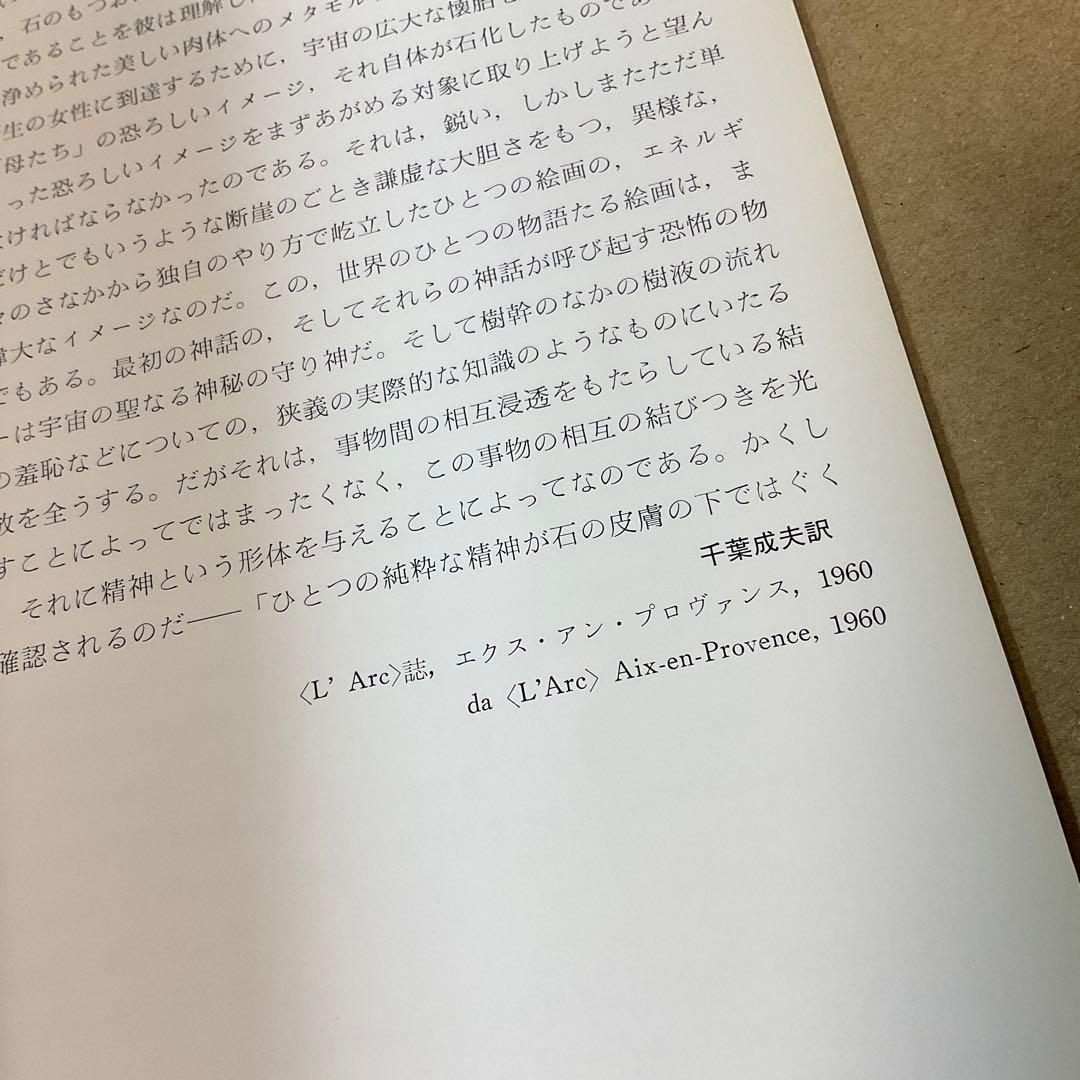 , 石のもつお
であることを彼は理解し
浄められた美しい肉体へのメタモル
生の女性に到達するために, 宇宙の広大な懐胎
「母たち」の恐ろしいイメージ, それ自体が石化したものであ
った恐ろしいイメージをまずあがめる対象に取り上げようと望ん
なければならなかったのである。それは, 鋭い, しかしまたただ単
だけとでもいうような断崖のごとき謙虚な大胆さをもつ, 異様な,
々のさなかから独自のやり方で屹立したひとつの絵画の, エネルギ
偉大なイメージなのだ。この, 世界のひとつの物語たる絵画は, ま
でもある。最初の神話の, そしてそれらの神話が呼び起す恐怖の物
ーは宇宙の聖なる神秘の守り神だ。そして樹幹のなかの樹液の流れ
の羞恥などについての, 狭義の実際的な知識のようなものにいたる
放を全うする。だがそれは, 事物間の相互浸透をもたらしている結
すことによってではまったくなく, この事物の相互の結びつきを光
それに精神という形体を与えることによってなのである。かくし
確認されるのだ――「ひとつの純粋な精神が石の皮膚の下ではぐく
千葉成夫訳
〈L' Arc〉誌, エクス・アン・プロヴァンス, 1960
da 〈L'Arc〉 Aix-en-Provence, 1960